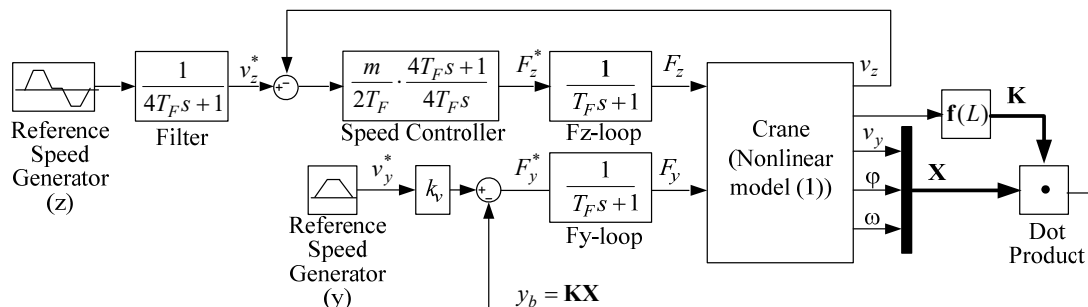 Reference
Speed
Generator
(z)
1
4T_F s+1
Filter
v_z^*
+ −
m
2T_F
·
4T_F s+1
4T_F s
Speed Controller
F_z^*
1
T_F s+1
Fz-loop
F_z
Crane
(Nonlinear
model (1))
v_z
f(L)
K
v_y
φ
ω
X
•
Dot
Product
Reference
Speed
Generator
(y)
v_y^*
k_v
+ −
F_y^*
1
T_F s+1
Fy-loop
F_y
y_b = KX